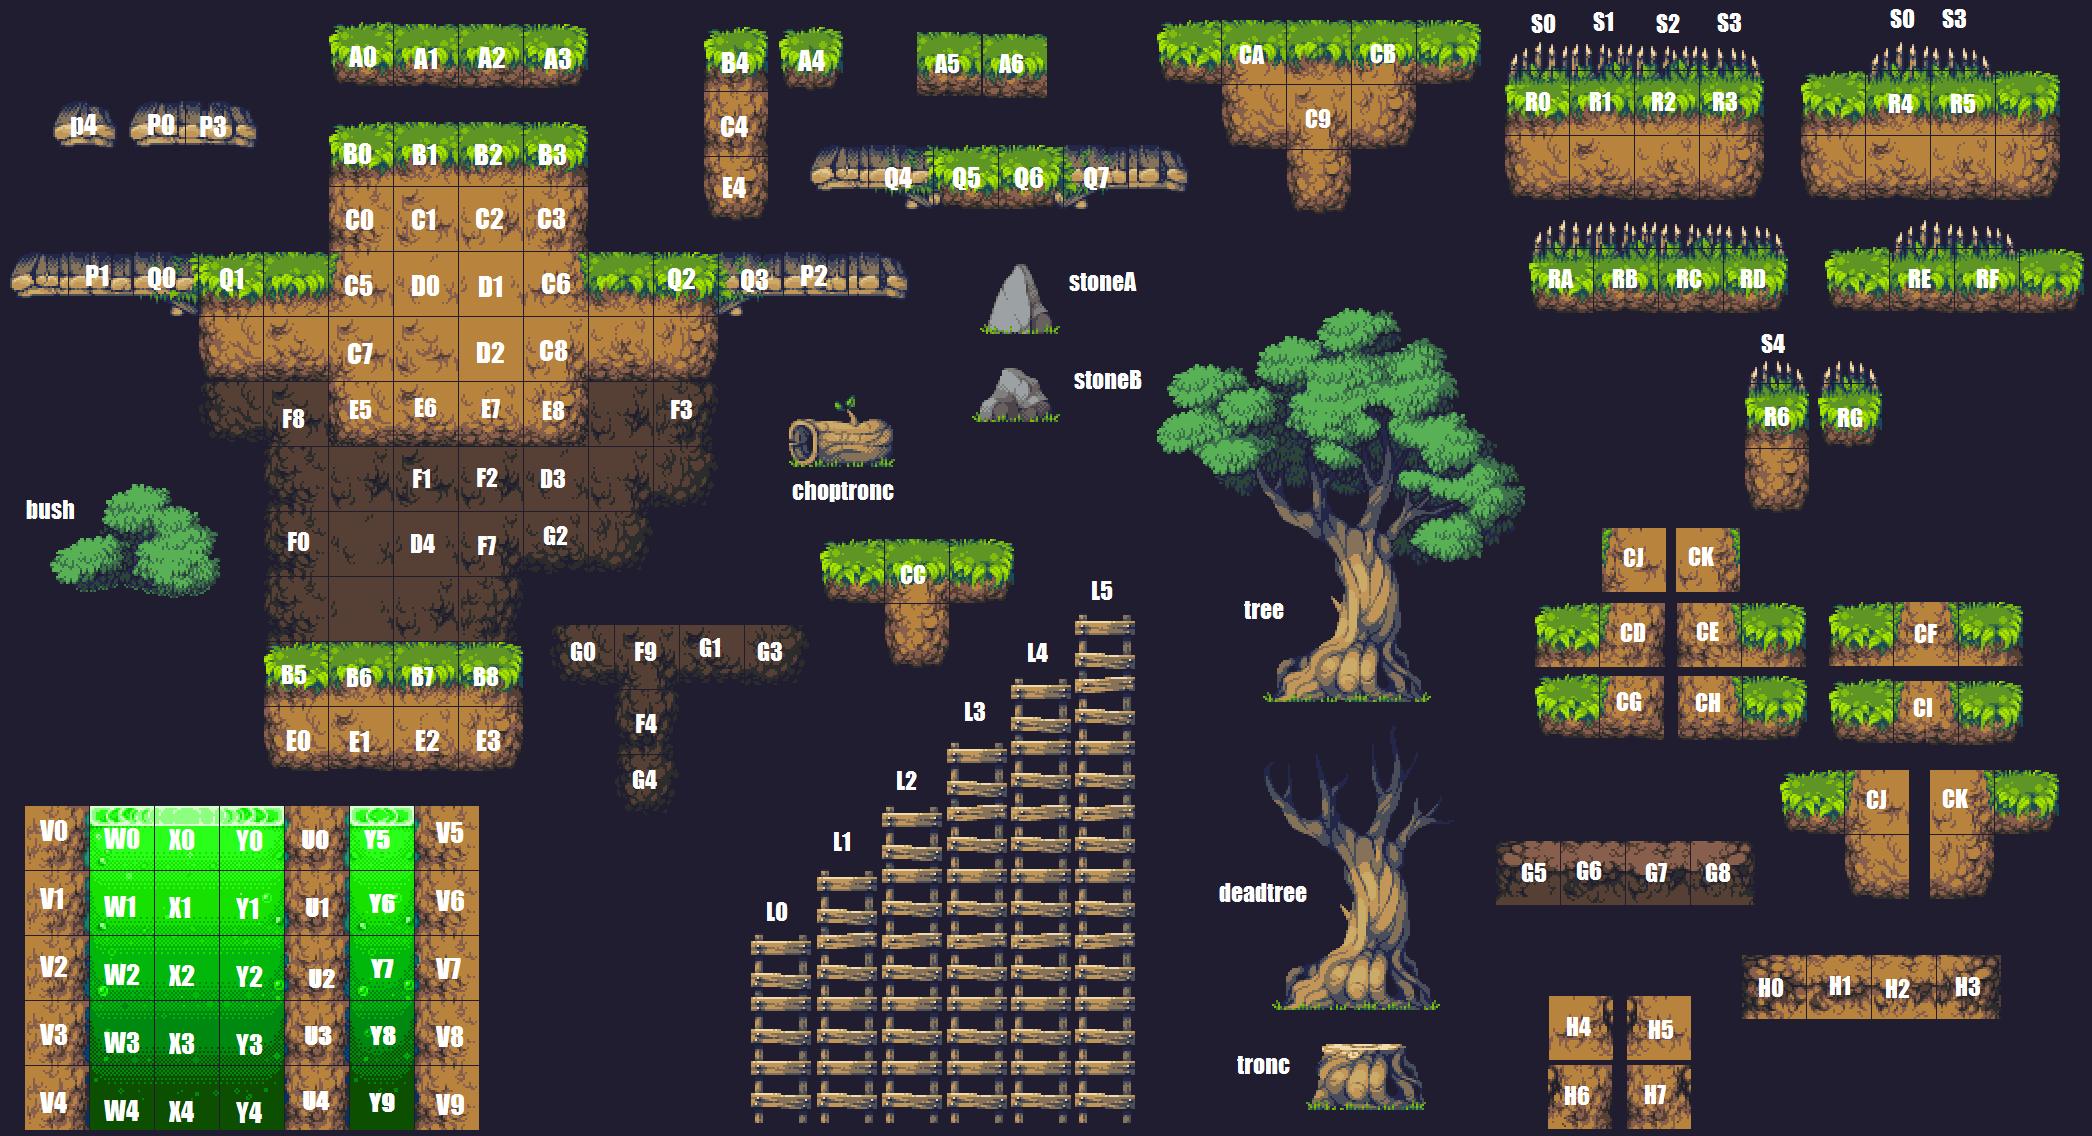 S0 S1 S2 S3 S0 S3
A0 A1 A2 A3 B4 A4 A5 A6 CA CB
p4 P0 P3 C4 C9 R0 R1 R2 R3 R4 R5
B0 B1 B2 B3
E4 Q4 Q5 Q6 Q7
C0 C1 C2 C3
P1 Q0 Q1 C5 D0 D1 C6 Q2 Q3 P2 stoneA RA RB RC RD RE RF
C7 D2 C8 stoneB S4
F8 E5 E6 E7 E8 F3 R6 RG
F1 F2 D3 choptronc
bush
F0 D4 F7 G2 CJ CK
CC L5
tree CD CE CF
B5 B6 B7 B8 G0 F9 G1 G3 L4
CG CH CI
E0 E1 E2 E3 F4 L3
G4 L2 CJ CK
V0 W0 X0 Y0 U0 Y5 V5 L1
deadtree G5 G6 G7 G8
V1 W1 X1 Y1 U1 Y6 V6 L0
V2 W2 X2 Y2 U2 Y7 V7 H0 H1 H2 H3
V3 W3 X3 Y3 U3 Y8 V8 H4 H5
tronc
V4 W4 X4 Y4 U4 Y9 V9 H6 H7